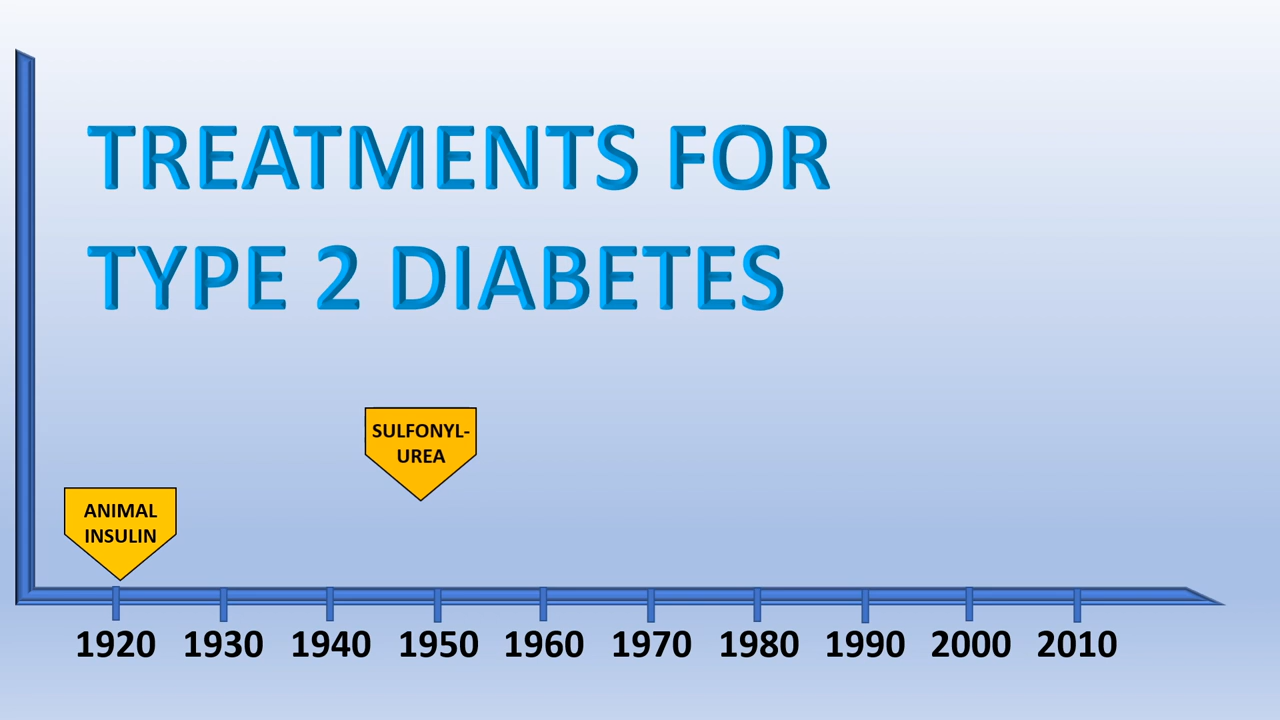 TREATMENTS FOR
TYPE 2 DIABETES
SULFONYL-
UREA
ANIMAL
INSULIN
1920 1930 1940 1950 1960 1970 1980 1990 2000 2010